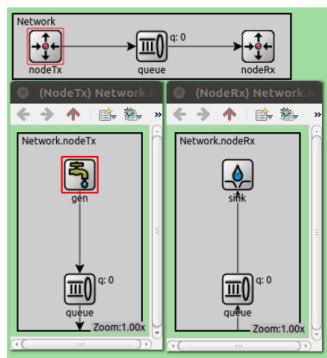 Network
q: 0
nodeTx
queue
nodeRx
(NodeTx) Network.
(NodeRx) Network.
Network.nodeTx
gen
q: 0
queue
Zoom:1.00x
Network.nodeRx
sink
q: 0
queue
Zoom:1.00x